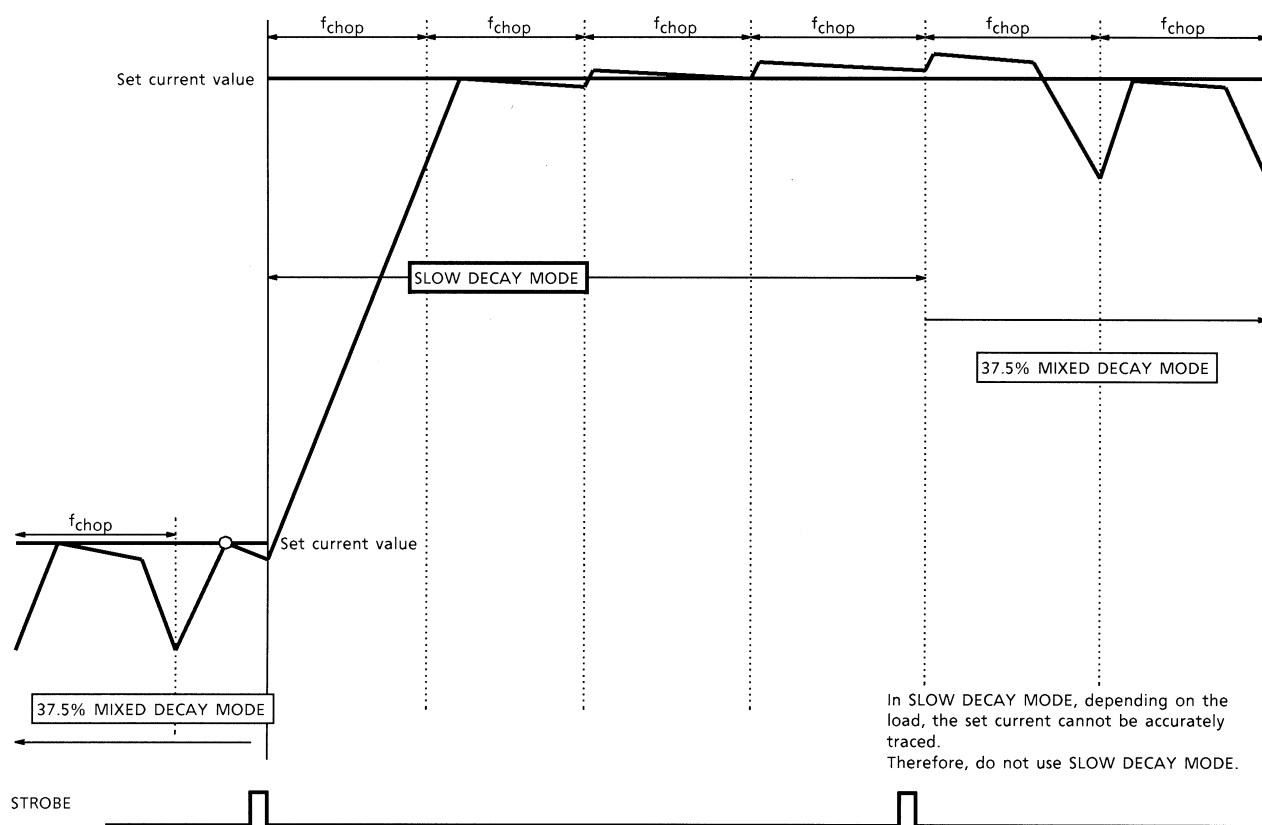 fchop fchop fchop fchop fchop fchop
Set current value
SLOW DECAY MODE
37.5% MIXED DECAY MODE
fchop
Set current value
37.5% MIXED DECAY MODE
In SLOW DECAY MODE, depending on the
load, the set current cannot be accurately
traced.
Therefore, do not use SLOW DECAY MODE.
STROBE